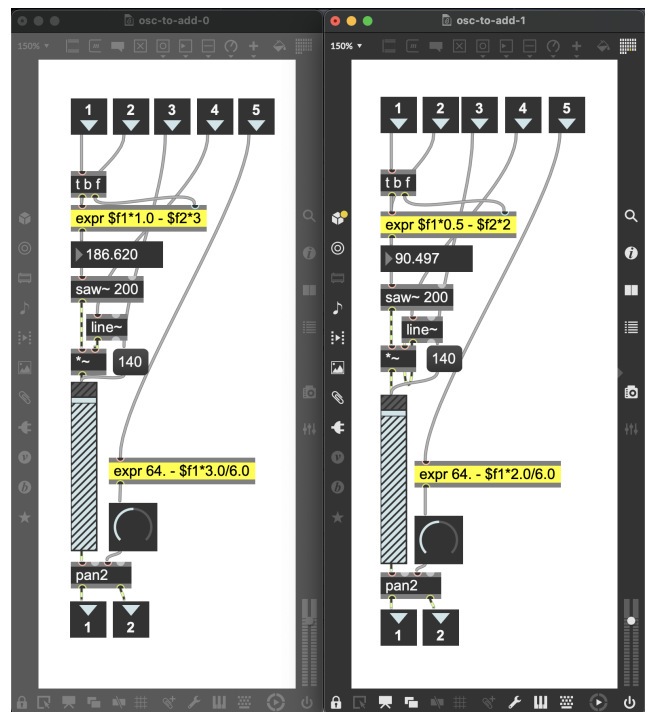 osc-to-add-0
150%
1 2 3 4 5
t b f
expr $f1*1.0 - $f2*3
186.620
saw~ 200
line~
*~
140
expr 64. - $f1*3.0/6.0
pan2
1 2
osc-to-add-1
150%
1 2 3 4 5
t b f
expr $f1*0.5 - $f2*2
90.497
saw~ 200
line~
*~
140
expr 64. - $f1*2.0/6.0
pan2
1 2